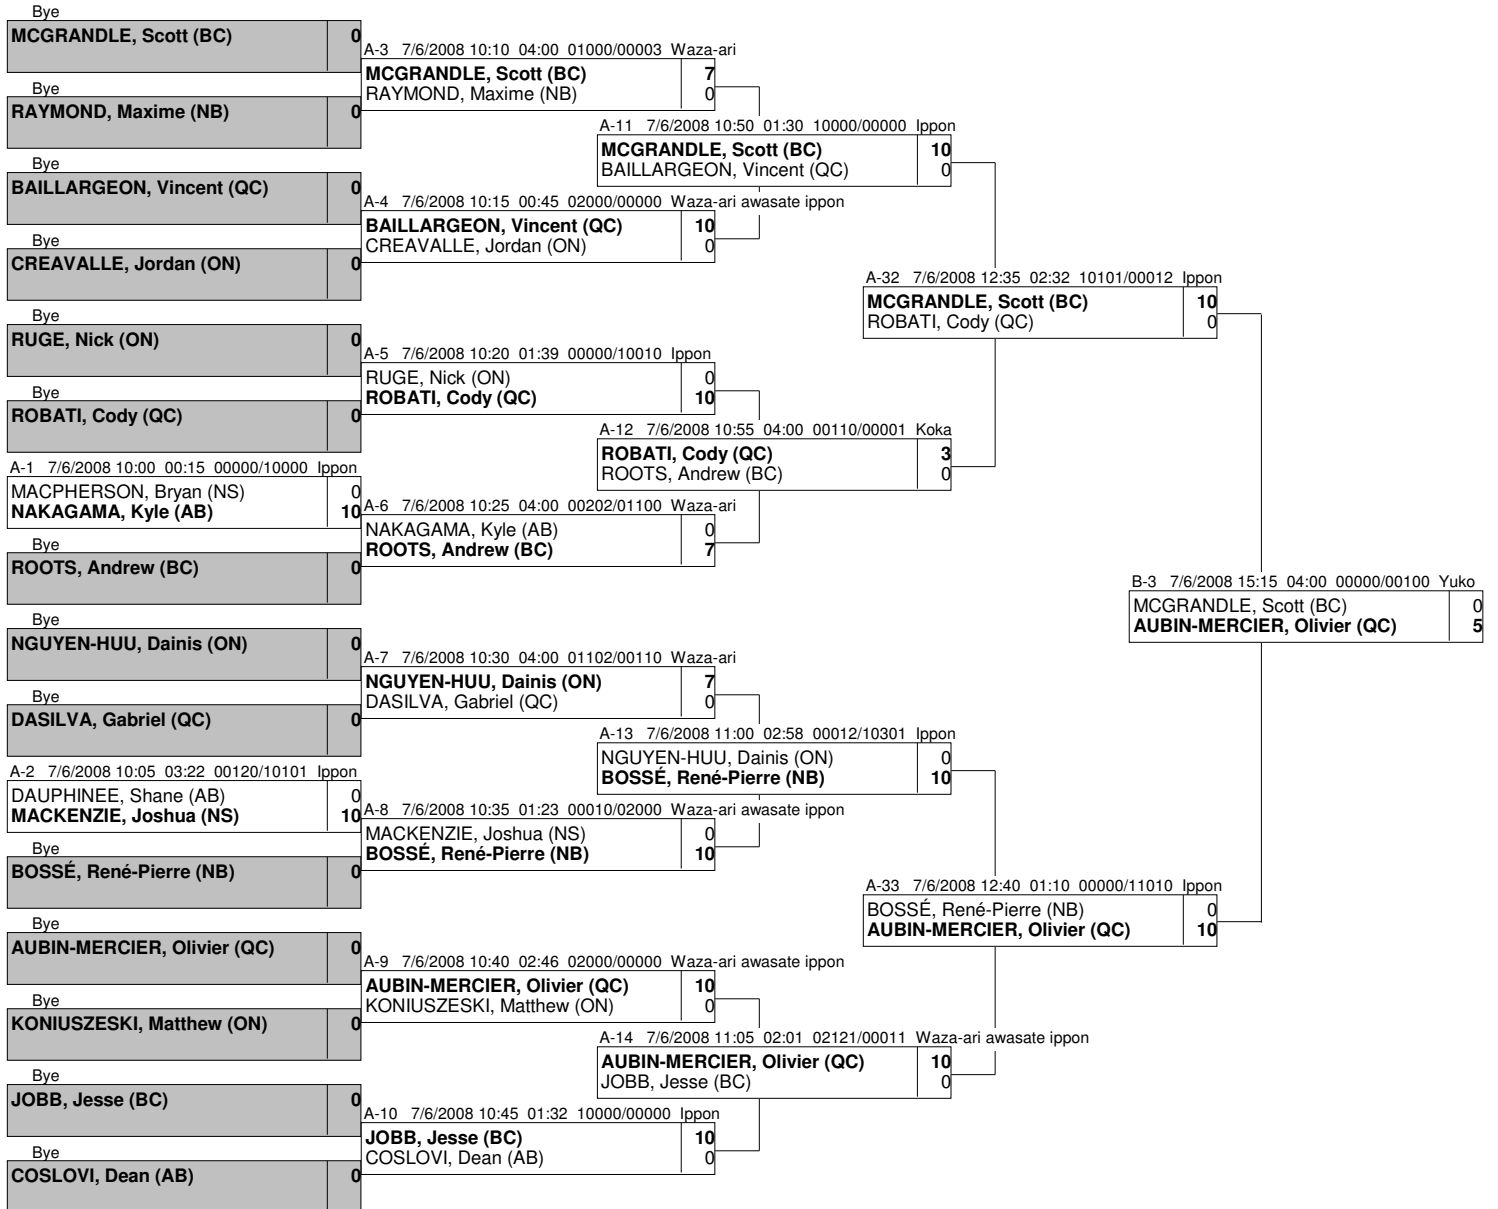 Bye
MCGRANDLE, Scott (BC) 0
Bye
RAYMOND, Maxime (NB) 0
Bye
BAILLARGEON, Vincent (QC) 0
Bye
CREAVALLE, Jordan (ON) 0
Bye
RUGE, Nick (ON) 0
Bye
ROBATI, Cody (QC) 0
A-1 7/6/2008 10:00 00:15 00000/10000 Ippon
MACPHERSON, Bryan (NS) 0
NAKAGAMA, Kyle (AB) 10
Bye
ROOTS, Andrew (BC) 0
Bye
NGUYEN-HUU, Dainis (ON) 0
Bye
DASILVA, Gabriel (QC) 0
A-2 7/6/2008 10:05 03:22 00120/10101 Ippon
DAUPHINEE, Shane (AB) 0
MACKENZIE, Joshua (NS) 10
Bye
BOSSÉ, René-Pierre (NB) 0
Bye
AUBIN-MERCIER, Olivier (QC) 0
Bye
KONIUSZESKI, Matthew (ON) 0
Bye
JOBB, Jesse (BC) 0
Bye
COSLOVI, Dean (AB) 0
A-3 7/6/2008 10:10 04:00 01000/00003 Waza-ari
MCGRANDLE, Scott (BC) 7
RAYMOND, Maxime (NB) 0
A-4 7/6/2008 10:15 00:45 02000/00000 Waza-ari awasate ippon
BAILLARGEON, Vincent (QC) 10
CREAVALLE, Jordan (ON) 0
A-5 7/6/2008 10:20 01:39 00000/10010 Ippon
RUGE, Nick (ON) 0
ROBATI, Cody (QC) 10
A-6 7/6/2008 10:25 04:00 00202/01100 Waza-ari
NAKAGAMA, Kyle (AB) 0
ROOTS, Andrew (BC) 7
A-7 7/6/2008 10:30 04:00 01102/00110 Waza-ari
NGUYEN-HUU, Dainis (ON) 7
DASILVA, Gabriel (QC) 0
A-8 7/6/2008 10:35 01:23 00010/02000 Waza-ari awasate ippon
MACKENZIE, Joshua (NS) 0
BOSSÉ, René-Pierre (NB) 10
A-9 7/6/2008 10:40 02:46 02000/00000 Waza-ari awasate ippon
AUBIN-MERCIER, Olivier (QC) 10
KONIUSZESKI, Matthew (ON) 0
A-10 7/6/2008 10:45 01:32 10000/00000 Ippon
JOBB, Jesse (BC) 10
COSLOVI, Dean (AB) 0
A-11 7/6/2008 10:50 01:30 10000/00000 Ippon
MCGRANDLE, Scott (BC) 10
BAILLARGEON, Vincent (QC) 0
A-12 7/6/2008 10:55 04:00 00110/00001 Koka
ROBATI, Cody (QC) 3
ROOTS, Andrew (BC) 0
A-13 7/6/2008 11:00 02:58 00012/10301 Ippon
NGUYEN-HUU, Dainis (ON) 0
BOSSÉ, René-Pierre (NB) 10
A-14 7/6/2008 11:05 02:01 02121/00011 Waza-ari awasate ippon
AUBIN-MERCIER, Olivier (QC) 10
JOBB, Jesse (BC) 0
A-32 7/6/2008 12:35 02:32 10101/00012 Ippon
MCGRANDLE, Scott (BC) 10
ROBATI, Cody (QC) 0
A-33 7/6/2008 12:40 01:10 00000/11010 Ippon
BOSSÉ, René-Pierre (NB) 0
AUBIN-MERCIER, Olivier (QC) 10
B-3 7/6/2008 15:15 04:00 00000/00100 Yuko
MCGRANDLE, Scott (BC) 0
AUBIN-MERCIER, Olivier (QC) 5